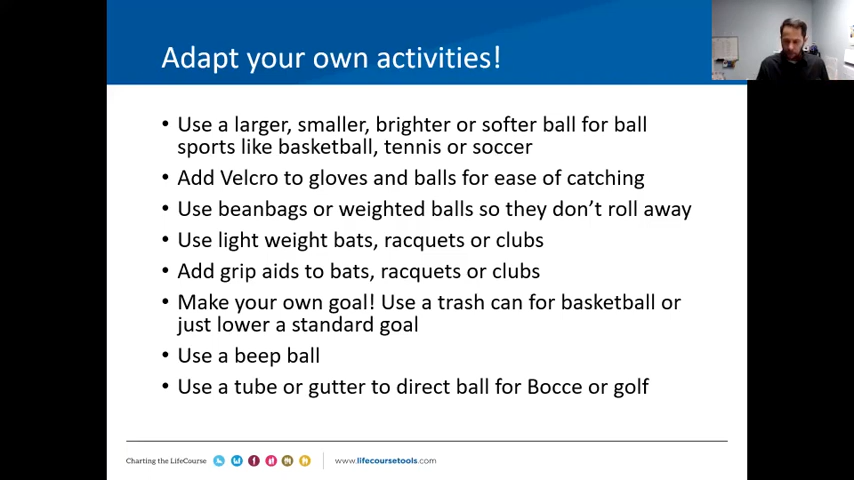 Adapt your own activities!
• Use a larger, smaller, brighter or softer ball for ball
sports like basketball, tennis or soccer
• Add Velcro to gloves and balls for ease of catching
• Use beanbags or weighted balls so they don’t roll away
• Use light weight bats, racquets or clubs
• Add grip aids to bats, racquets or clubs
• Make your own goal! Use a trash can for basketball or
just lower a standard goal
• Use a beep ball
• Use a tube or gutter to direct ball for Bocce or golf
Charting the LifeCourse
www.lifecoursetools.com